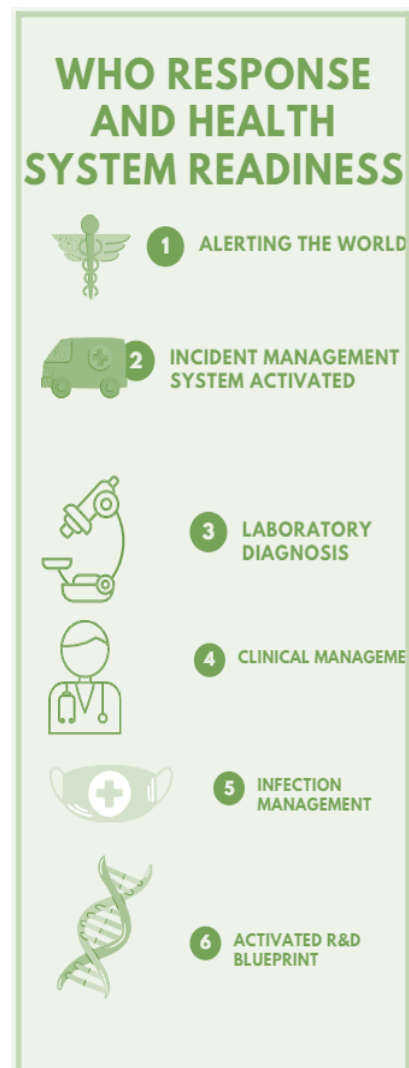 WHO RESPONSE
AND HEALTH
SYSTEM READINESS
1
ALERTING THE WORLD
2
INCIDENT MANAGEMENT
SYSTEM ACTIVATED
3
LABORATORY
DIAGNOSIS
4
CLINICAL MANAGEME
5
INFECTION
MANAGEMENT
6
ACTIVATED R&D
BLUEPRINT